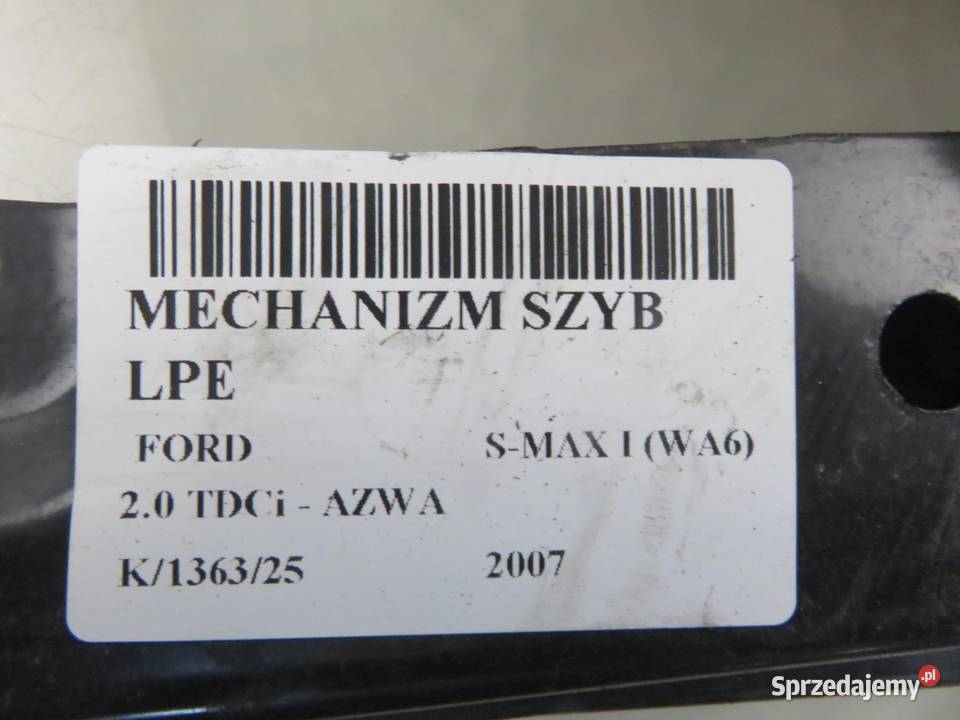 MECHANIZM SZYB
LPE
FORD S-MAX I (WA6)
2.0 TDCi - AZWA
K/1363/25 2007
Sprzedajemy.pl